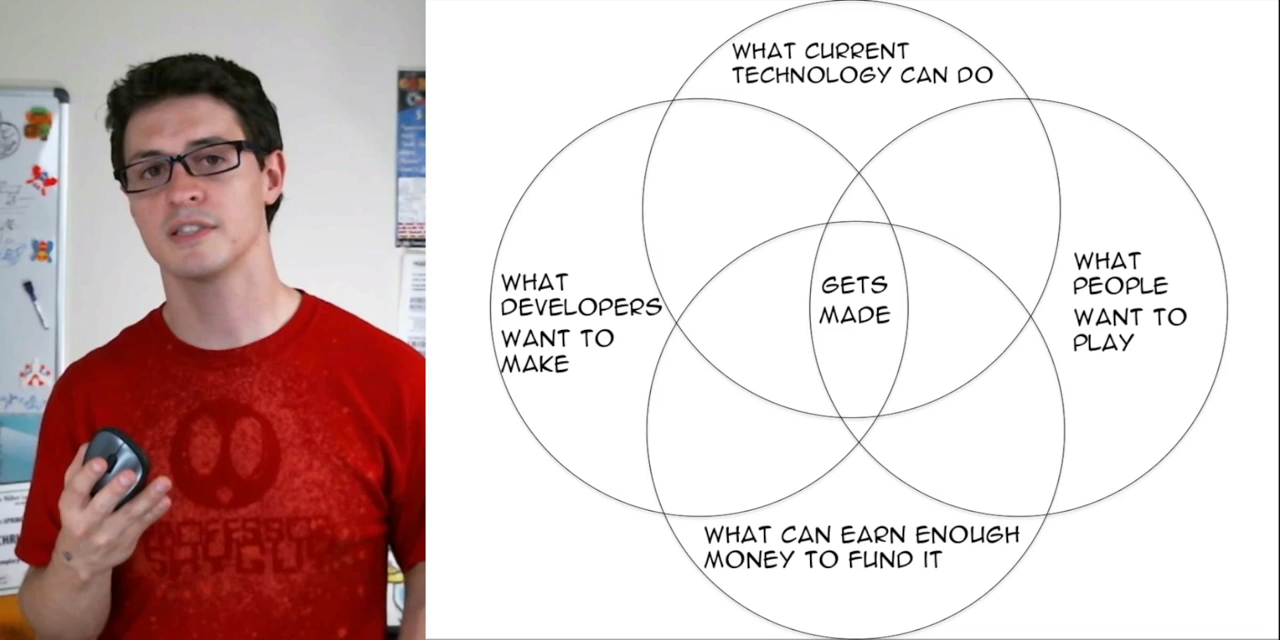 WHAT CURRENT
TECHNOLOGY CAN DO
WHAT
DEVELOPERS
WANT TO
MAKE
GETS
MADE
WHAT
PEOPLE
WANT TO
PLAY
WHAT CAN EARN ENOUGH
MONEY TO FUND IT
PROFESSOR